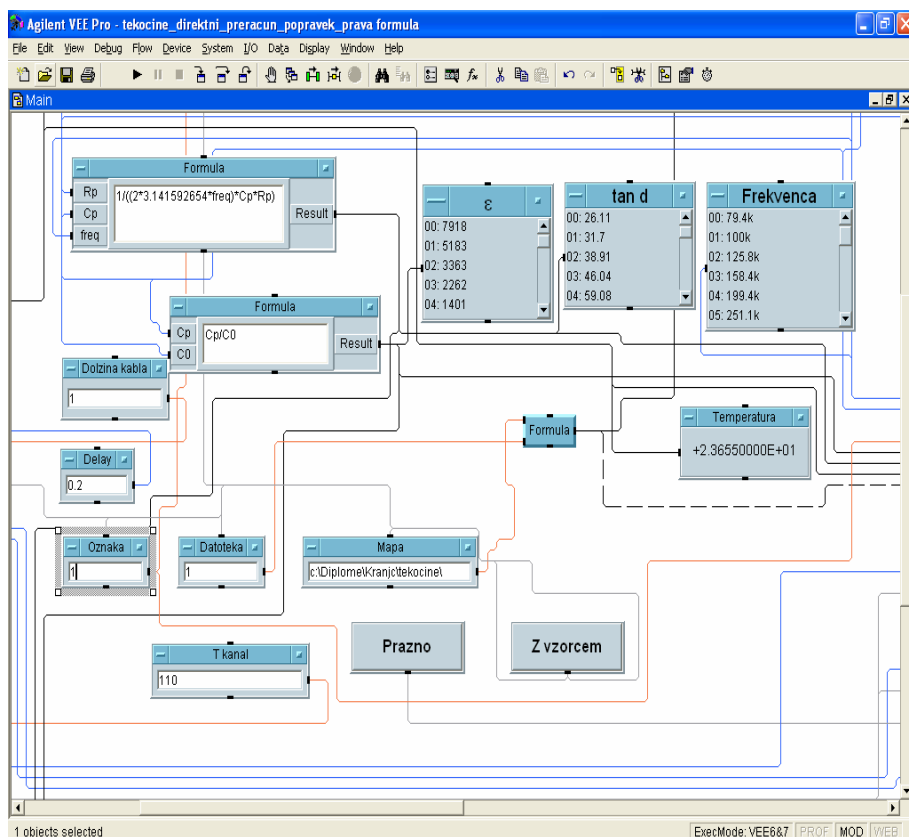 Agilent VEE Pro - tekocine_direktni_preracun_popravek_prava formula
File Edit View Debug Flow Device System I/O Data Display Window Help
Main
Formula
Rp
Cp
freq
1/((2*3.141592654*freq)*Cp*Rp)
Result
ε
00: 7918
01: 5183
02: 3363
03: 2262
04: 1401
tan d
00: 26.11
01: 31.7
02: 38.91
03: 46.04
04: 59.08
Frekvenca
00: 79.4k
01: 100k
02: 125.8k
03: 158.4k
04: 199.4k
05: 251.1k
Formula
Cp
C0
Cp/C0
Result
Dolzina kabla
1
Formula
Temperatura
+2.36550000E+01
Delay
0.2
Oznaka
1
Datoteka
1
Mapa
c:\Diplome\Kranjc\tekocine\
Prazno
Z vzorcem
T kanal
110
1 objects selected
ExecMode: VEE6&7 PROF MOD WEB